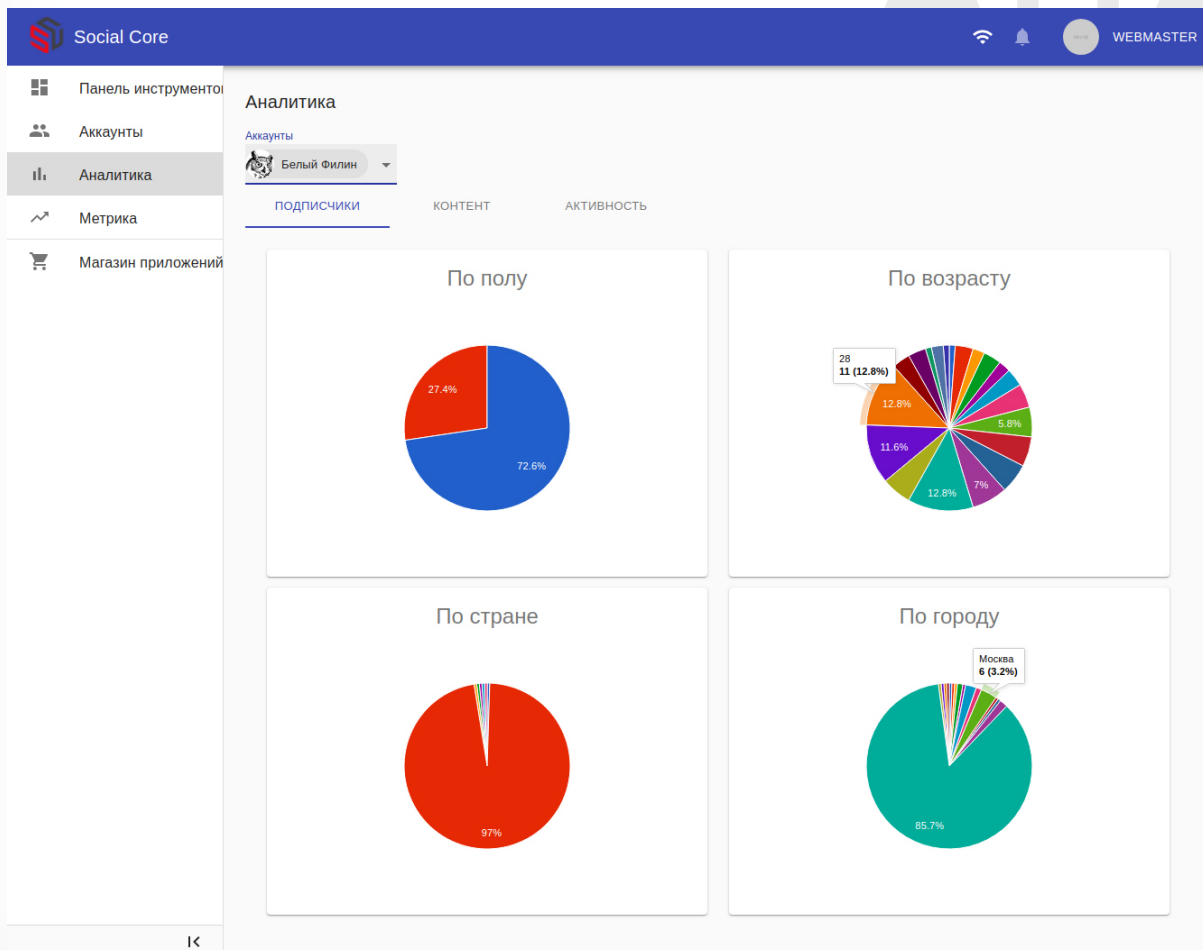 Social Core
WEBMASTER
Панель инструменто
Аккаунты
Аналитика
Метрика
Магазин приложений
Аналитика
Аккаунты
Белый Филин
ПОДПИСЧИКИ
КОНТЕНТ
АКТИВНОСТЬ
По полу
27.4%
72.6%
По возрасту
28
11 (12.8%)
12.8%
5.8%
11.6%
7%
12.8%
По стране
97%
По городу
Москва
6 (3.2%)
85.7%